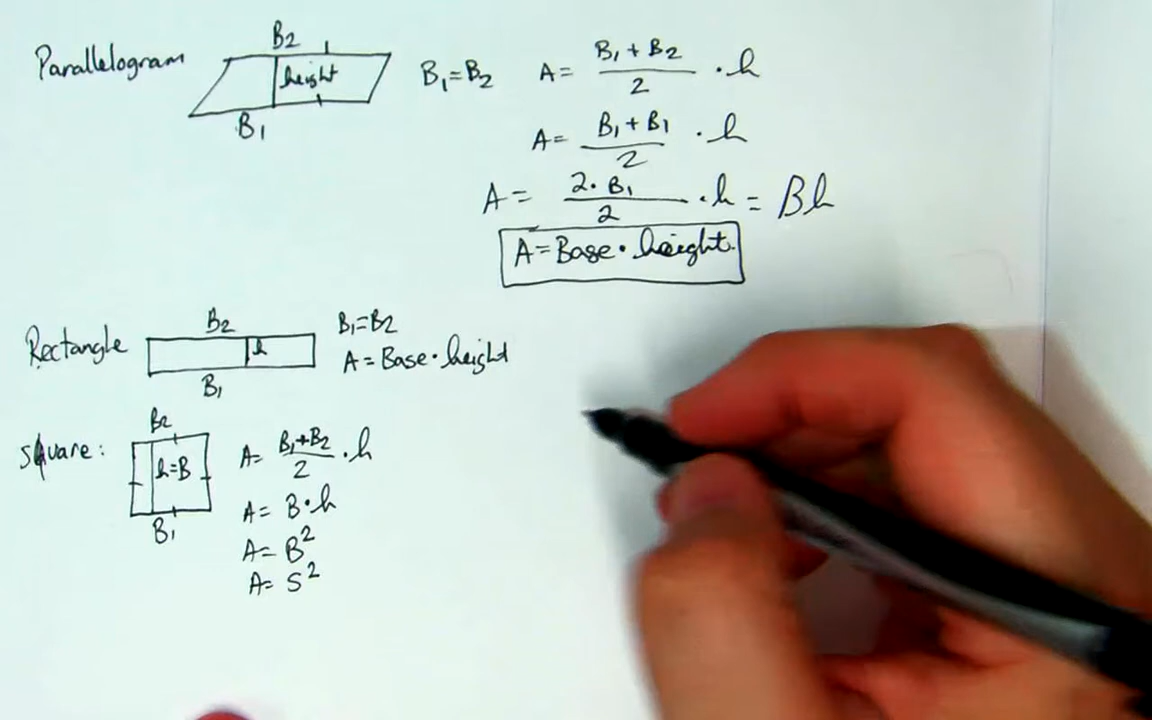 Parallelogram
B2
height
B1
B1=B2
A= B1+B2/2 · h
A= B1+B1/2 · h
A= 2·B1/2 · h = Bh
A=Base·height
Rectangle
B2
h
B1
B1=B2
A=Base·height
Square:
B2
h=B
B1
A= B1+B2/2 · h
A= B·h
A= B²
A= S²